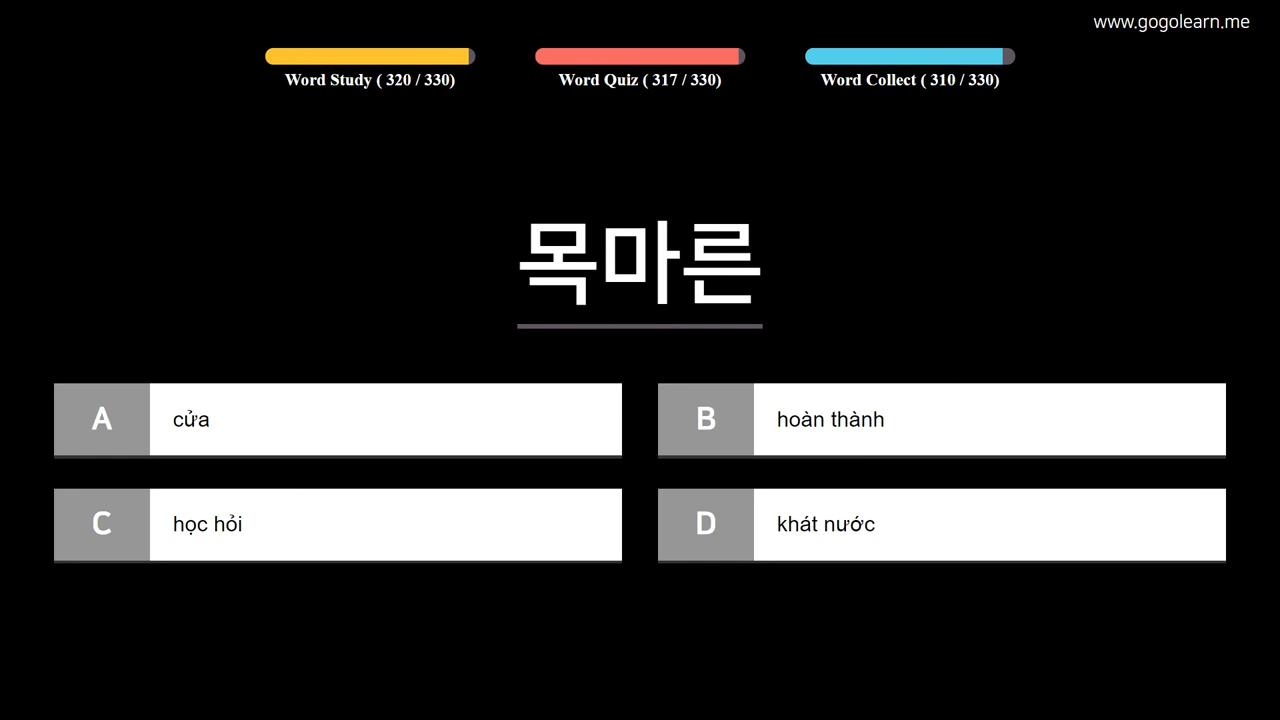 www.gogolearn.me
Word Study ( 320 / 330)
Word Quiz ( 317 / 330)
Word Collect ( 310 / 330)
목마른
A cửa
B hoàn thành
C học hỏi
D khát nước